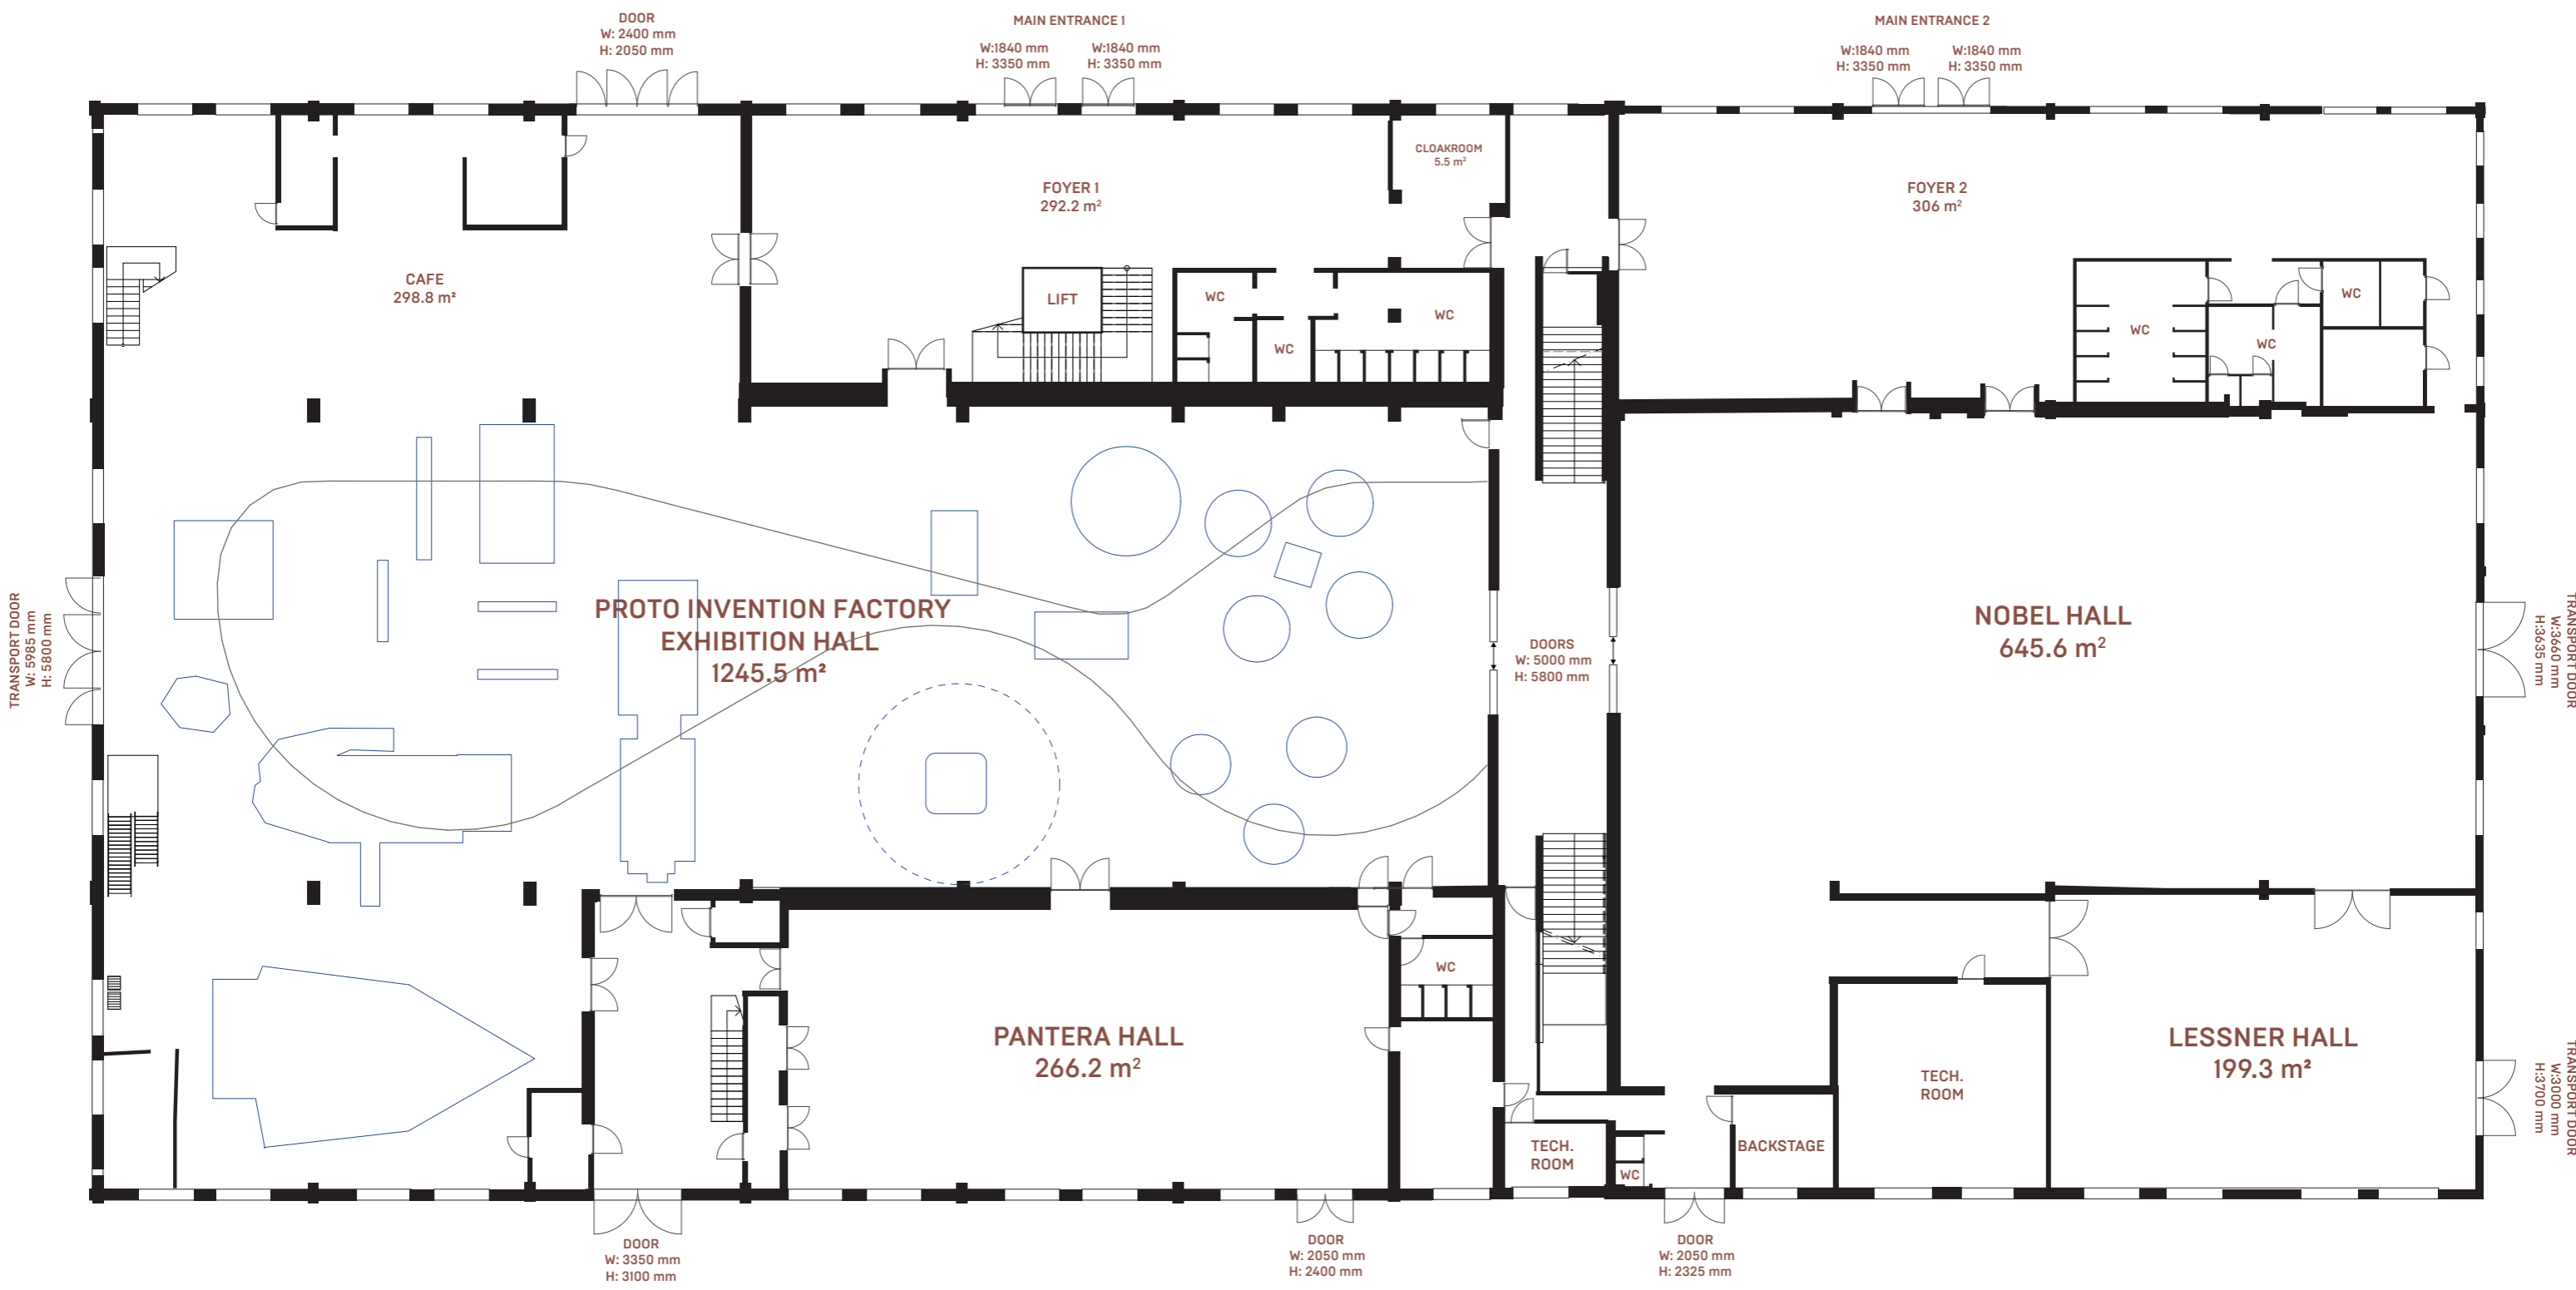 DOOR
W: 2400 mm
H: 2050 mm
MAIN ENTRANCE 1
W:1840 mm
H: 3350 mm
W:1840 mm
H: 3350 mm
MAIN ENTRANCE 2
W:1840 mm
H: 3350 mm
W:1840 mm
H: 3350 mm
CLOAKROOM
5.5 m²
FOYER 1
292.2 m²
FOYER 2
306 m²
CAFE
298.8 m²
LIFT
WC
WC
WC
WC
WC
WC
PROTO INVENTION FACTORY
EXHIBITION HALL
1245.5 m²
DOORS
W: 5000 mm
H: 5800 mm
NOBEL HALL
645.6 m²
TRANSPORT DOOR
W: 5985 mm
H: 5800 mm
TRANSPORT DOOR
W:3660 mm
H:3635 mm
WC
PANTERA HALL
266.2 m²
LESSNER HALL
199.3 m²
TECH.
ROOM
TRANSPORT DOOR
W:3000 mm
H:3700 mm
TECH.
ROOM
BACKSTAGE
WC
DOOR
W: 3350 mm
H: 3100 mm
DOOR
W: 2050 mm
H: 2400 mm
DOOR
W: 2050 mm
H: 2325 mm